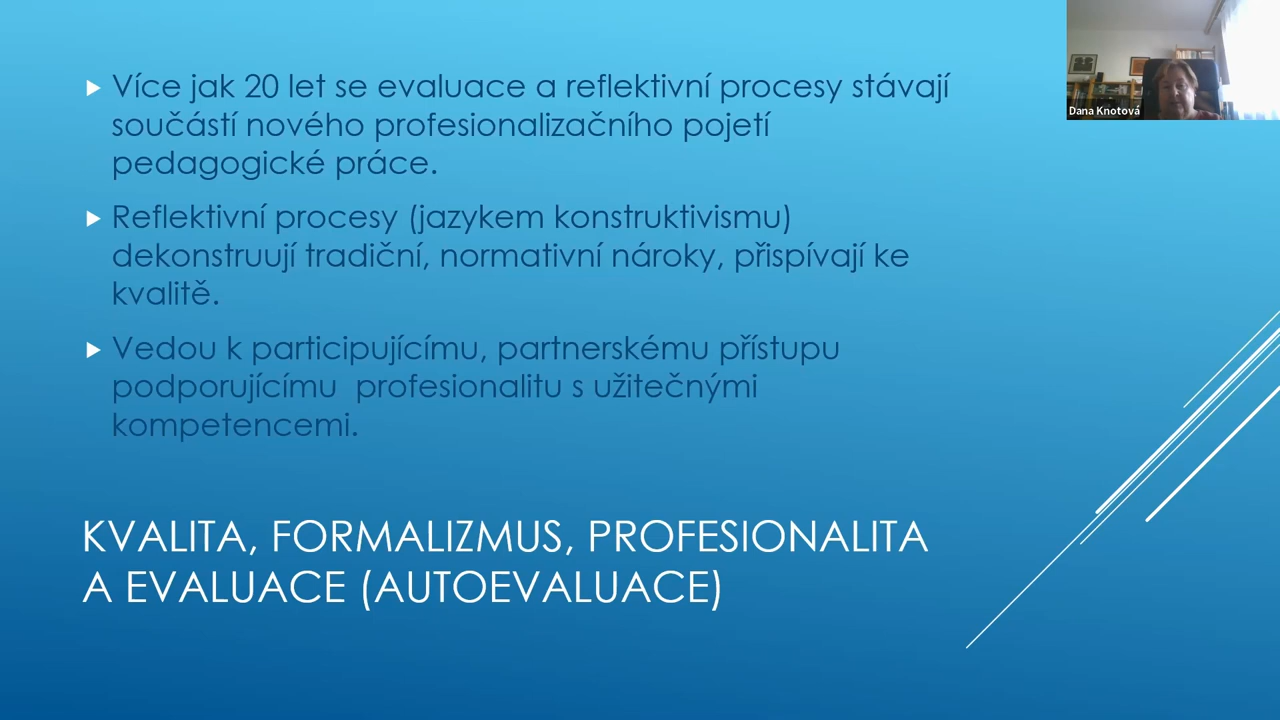 Více jak 20 let se evaluace a reflektivní procesy stávají
součástí nového profesionalizačního pojetí
pedagogické práce.
Reflektivní procesy (jazykem konstruktivismu)
dekonstruují tradiční, normativní nároky, přispívají ke
kvalitě.
Vedou k participujícímu, partnerskému přístupu
podporujícímu  profesionalitu s užitečnými
kompetencemi.
KVALITA, FORMALIZMUS, PROFESIONALITA
A EVALUACE (AUTOEVALUACE)
Dana Knotová